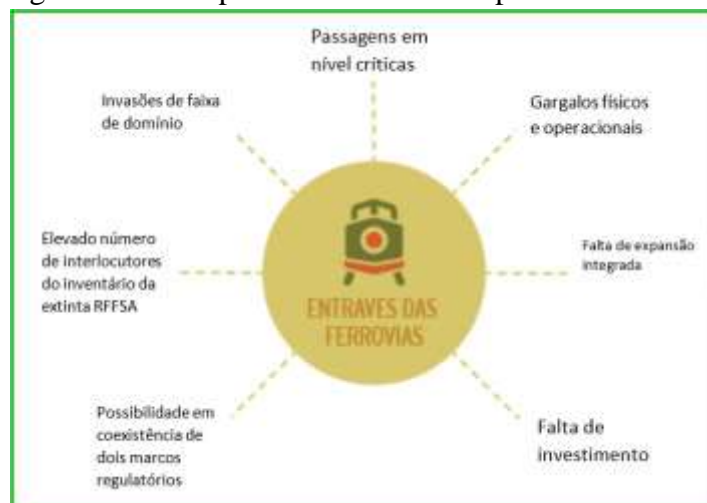 Passagens em
nível críticas
Invasões de faixa
de domínio
Gargalos físicos
e operacionais
Elevado número
de interlocutores
do inventário da
extinta RFFSA
ENTRAVES DAS
FERROVIAS
Falta de expansão
integrada
Possibilidade em
coexistência de
dois marcos
regulatórios
Falta de
investimento